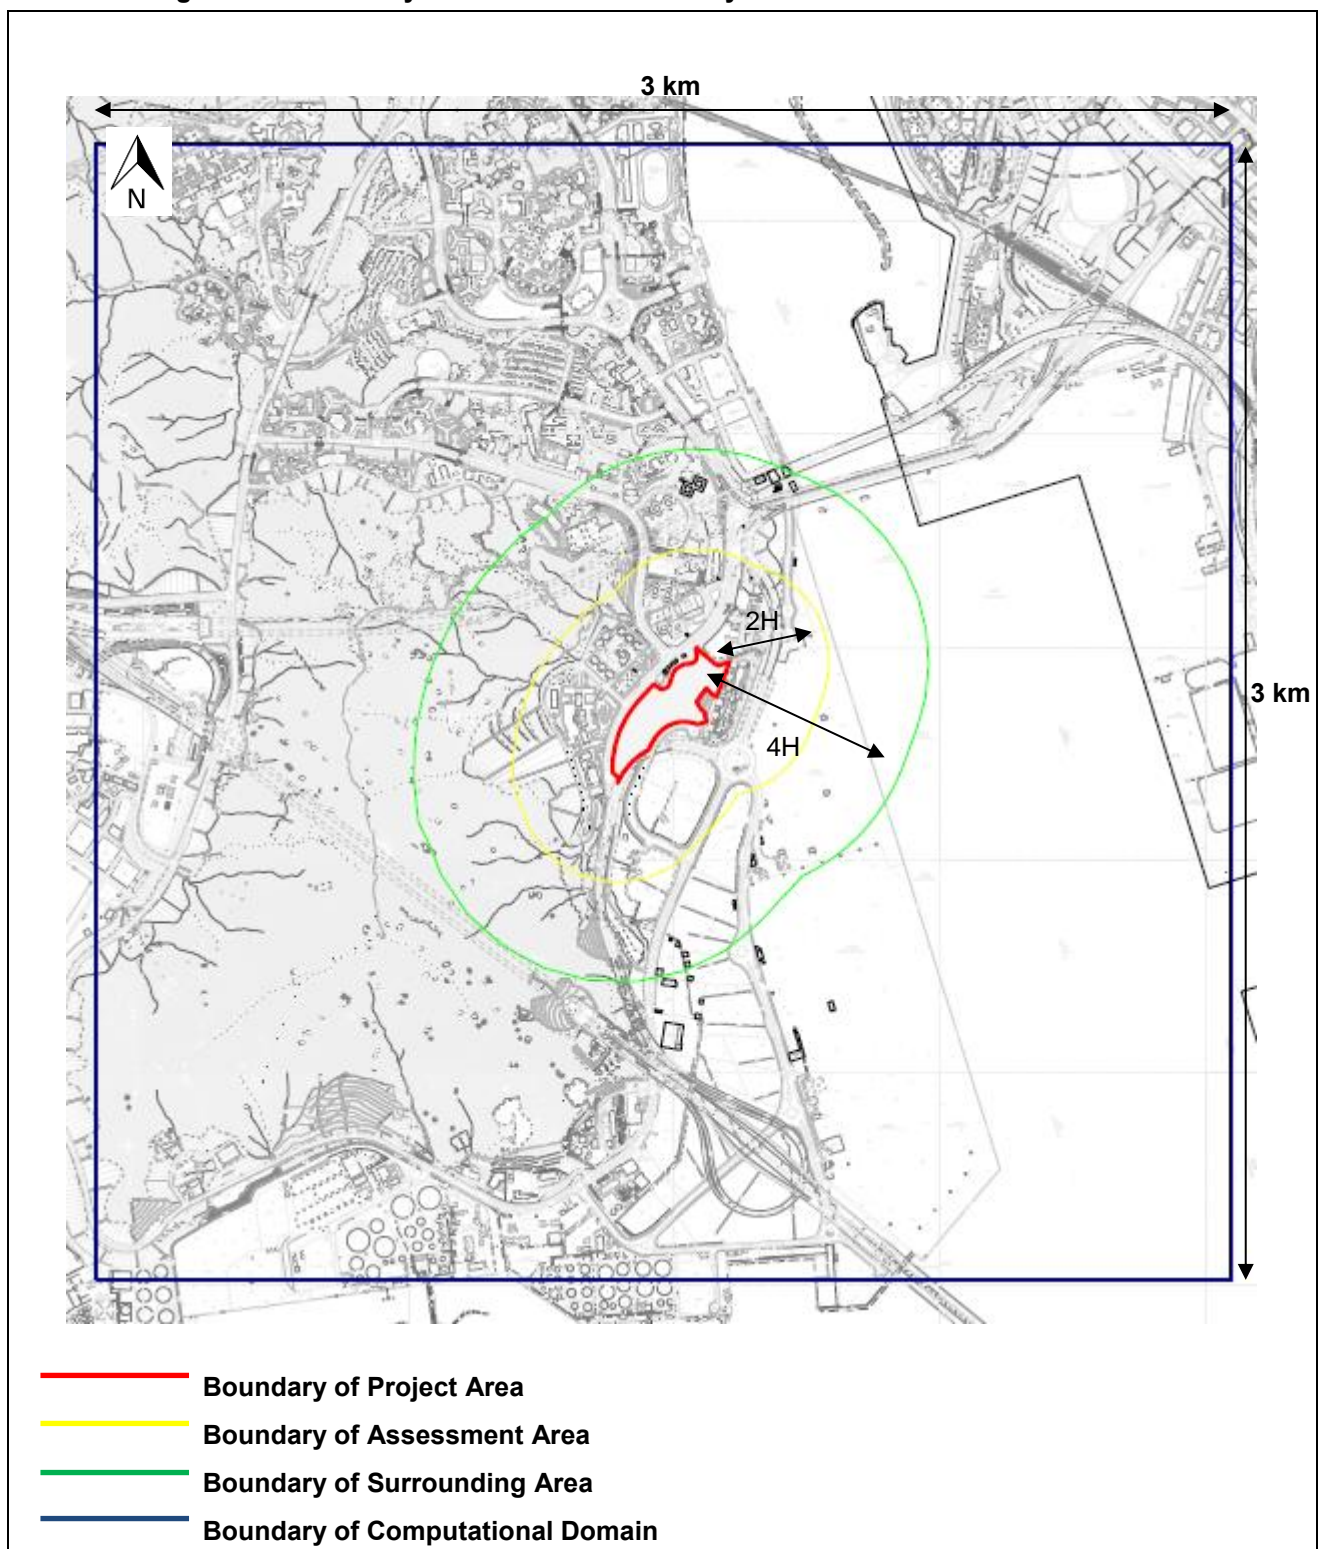 3 km
N
2H
3 km
4H
Boundary of Project Area
Boundary of Assessment Area
Boundary of Surrounding Area
Boundary of Computational Domain